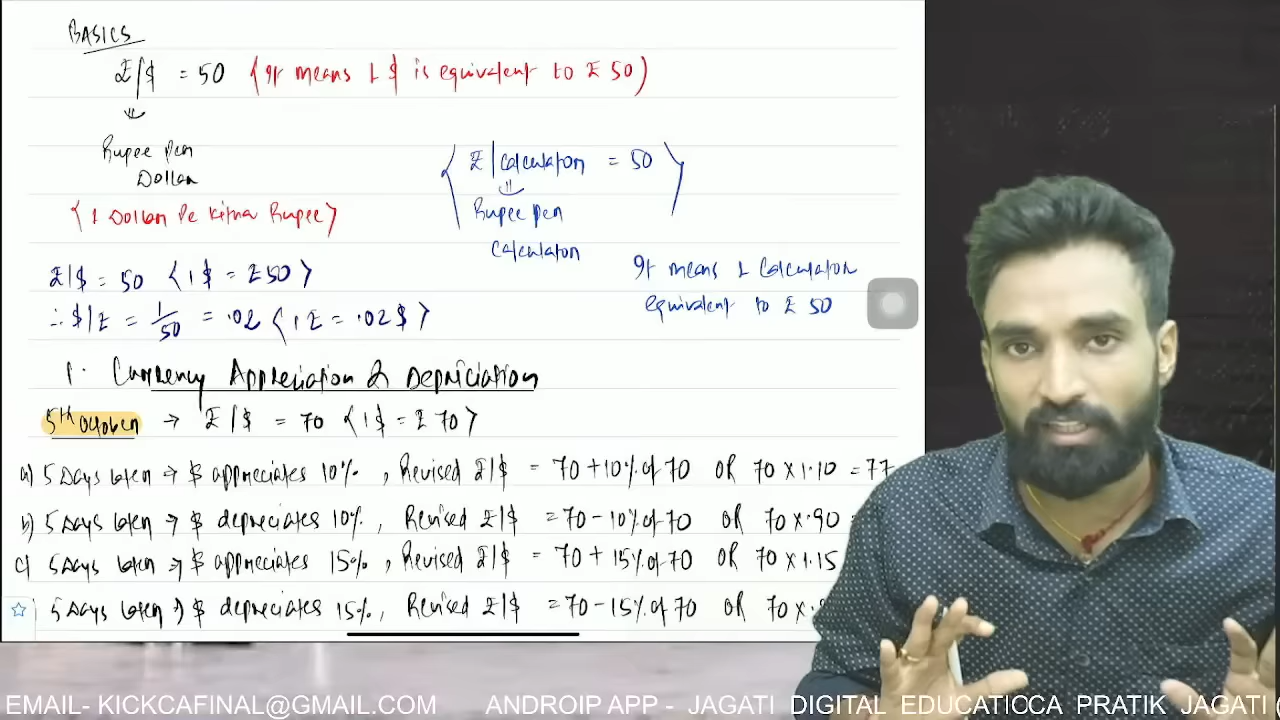 BASICS
₹/$ = 50 (It means 1 $ is equivalent to ₹ 50)
⇓
Rupee Per
Dollar
{1 Dollar Pe Kitna Rupee}
₹/Calculator = 50
⇓
Rupee per
Calculator
It means 1 Calculator
equivalent to ₹ 50
₹/$ = 50 {1 $ = ₹50}
∴ $/₹ = 1/50 = .02 {1 ₹ = .02 $}
1. Currency Appreciation & Depriciation
5th October → ₹/$ = 70 {1 $ = ₹ 70}
a) 5 Days later → $ appreciates 10%, Revised ₹/$ = 70 + 10% of 70 OR 70 x 1.10 = 77
b) 5 Days later → $ depreciates 10%, Revised ₹/$ = 70 - 10% of 70 OR 70 x .90
c) 5 Days later → $ appreciates 15%, Revised ₹/$ = 70 + 15% of 70 OR 70 x 1.15
5 Days later → $ depreciates 15%, Revised ₹/$ = 70 - 15% of 70 OR 70 x
EMAIL- KICKCAFINAL@GMAIL.COM ANDROIP APP - JAGATI DIGITAL EDUCATICCA PRATIK JAGATI (